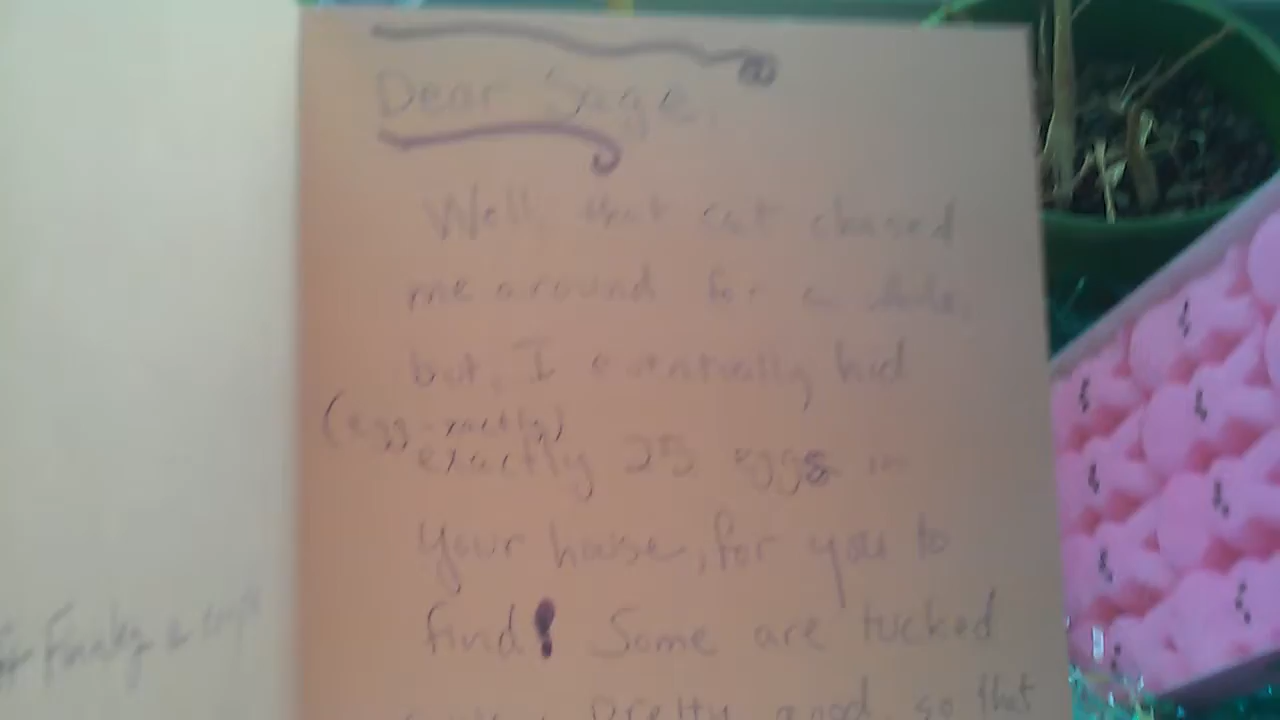 Dear Sage,
Well, that cat chased
me around for a while,
but, I eventually hid
(egg-xactly)
exactly 25 eggs in
your house, for you to
find! Some are tucked
pretty good, so that